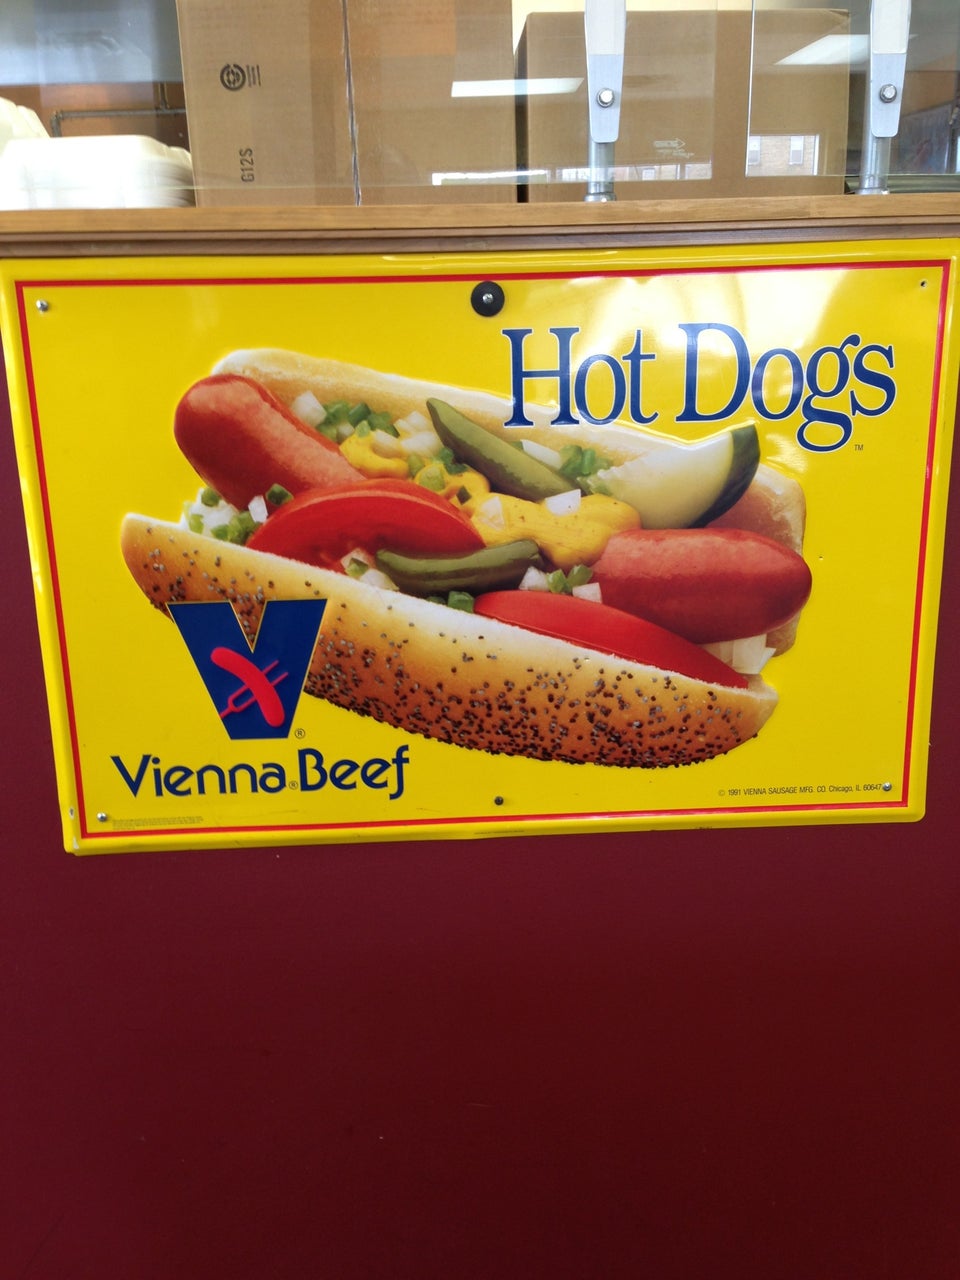 G12S
Hot Dogs
TM
V
®
Vienna® Beef
© 1991 VIENNA SAUSAGE MFG. CO. Chicago, IL 60647